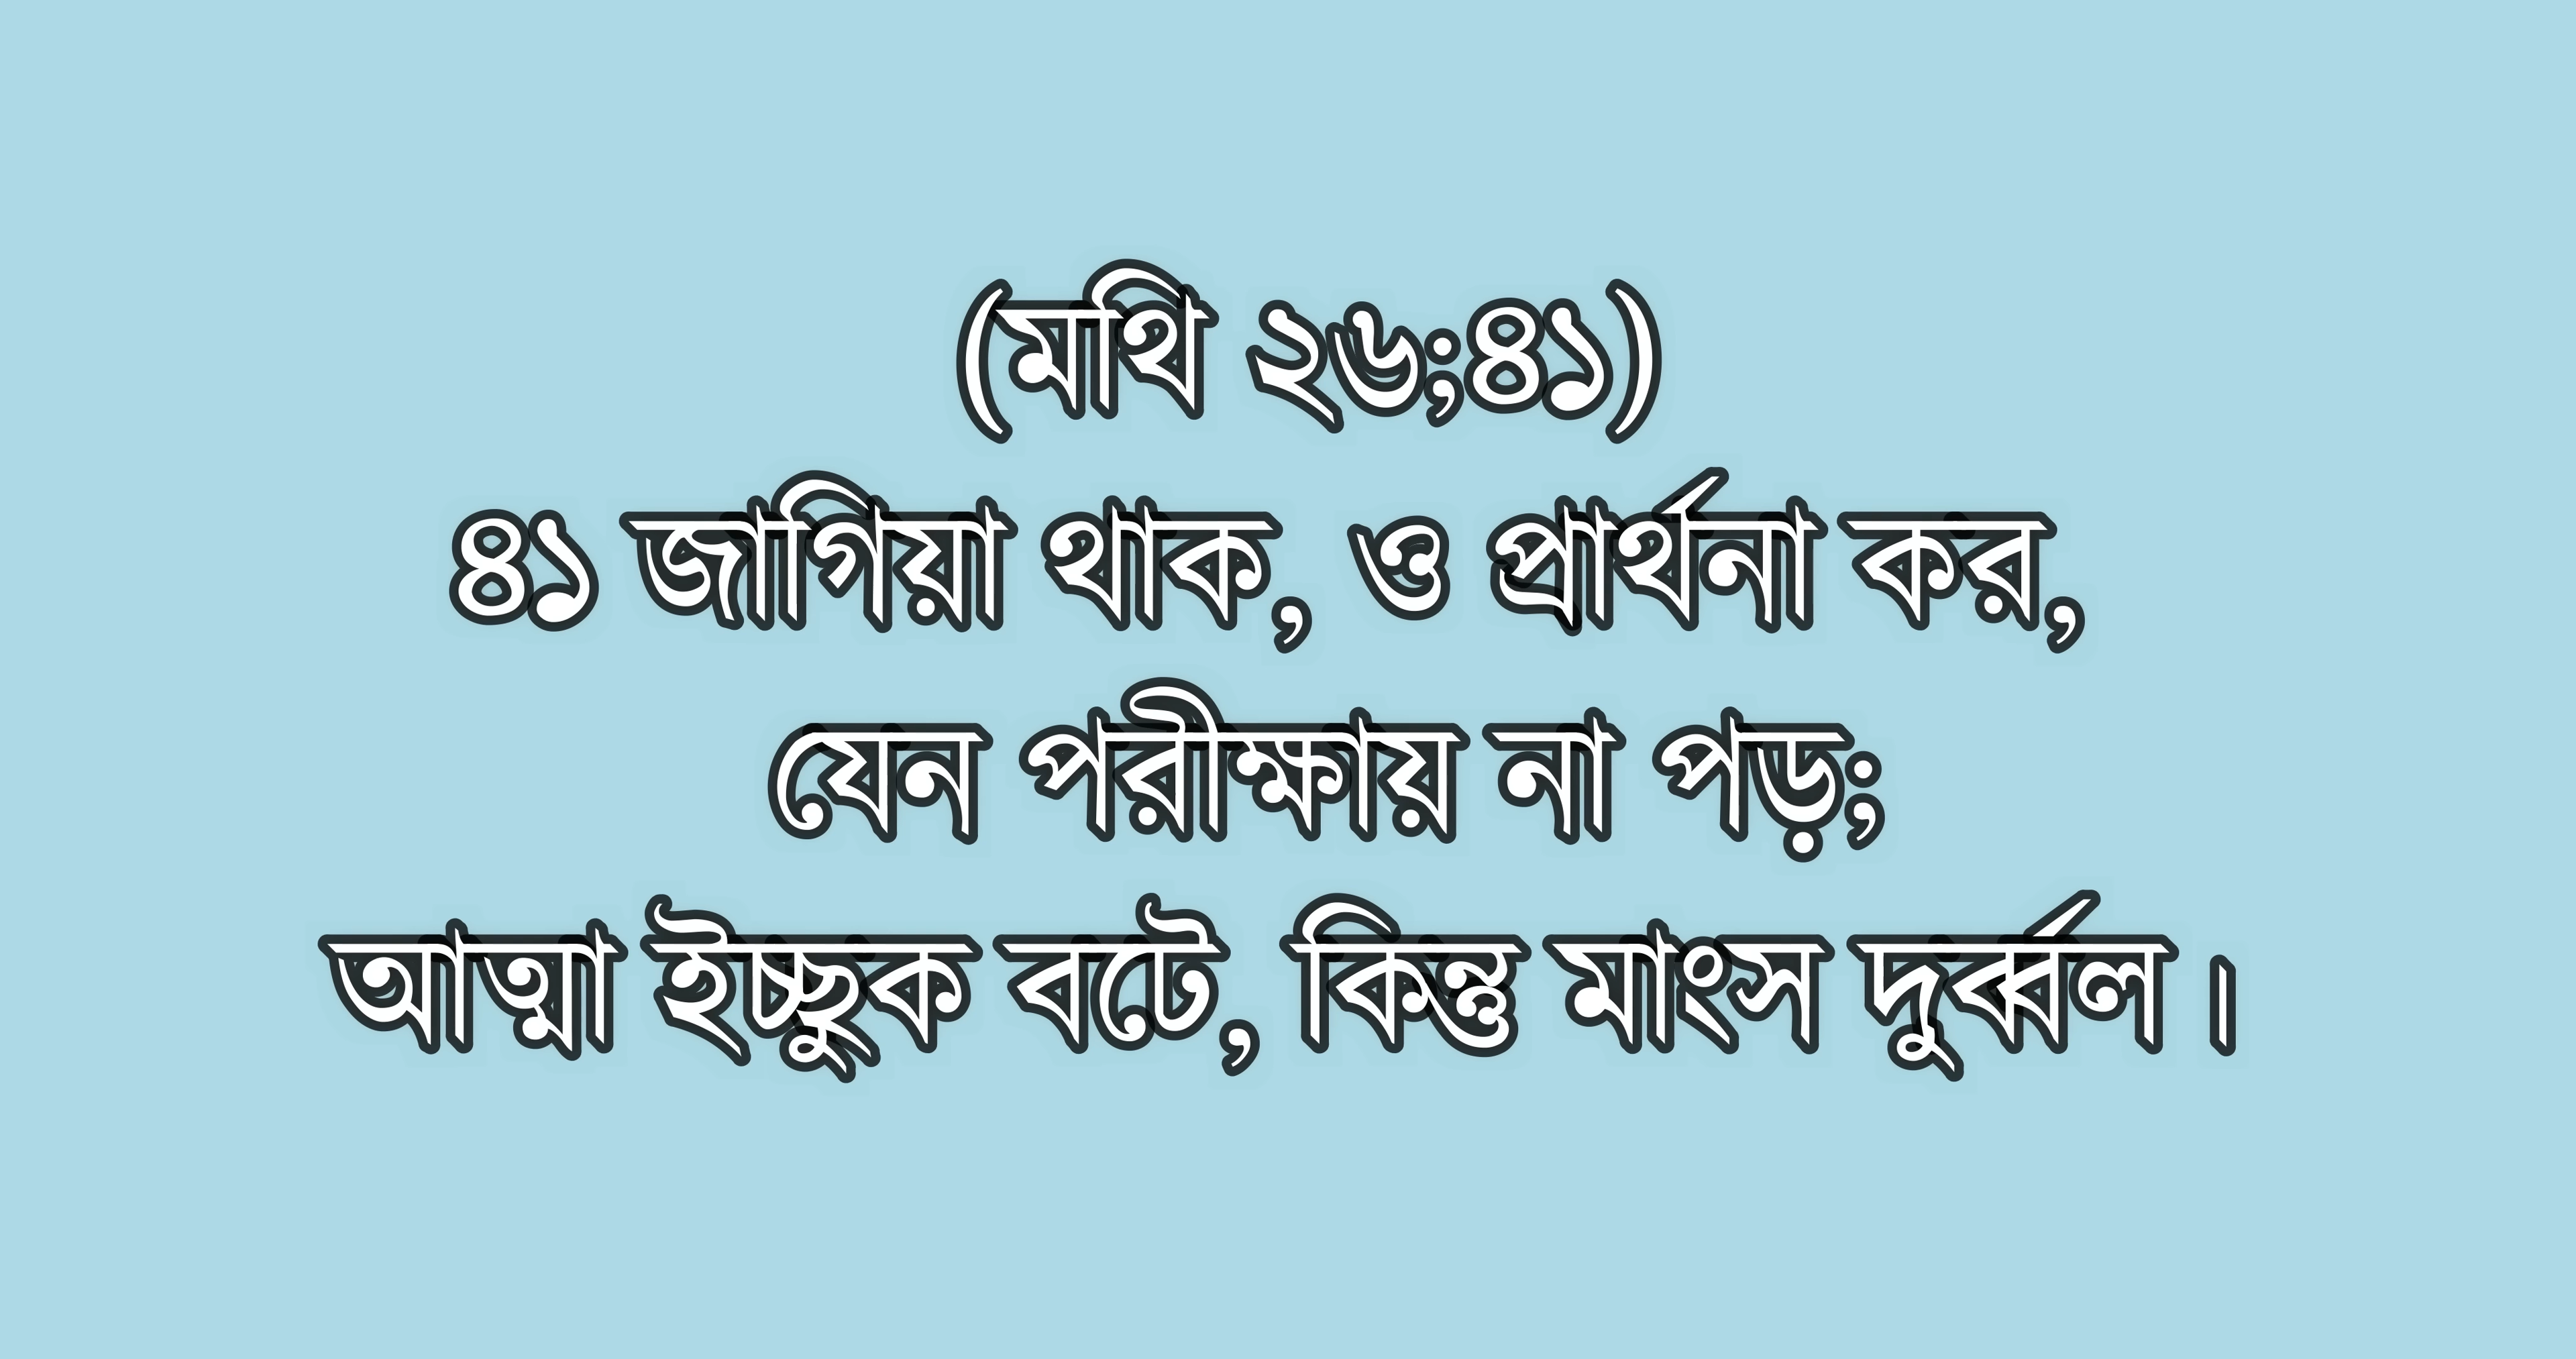 (মথি ২৬;৪১)
৪১ জাগিয়া থাক, ও প্রার্থনা কর,
যেন পরীক্ষায় না পড়;
আত্মা ইচ্ছুক বটে, কিন্তু মাংস দুর্ব্বল।